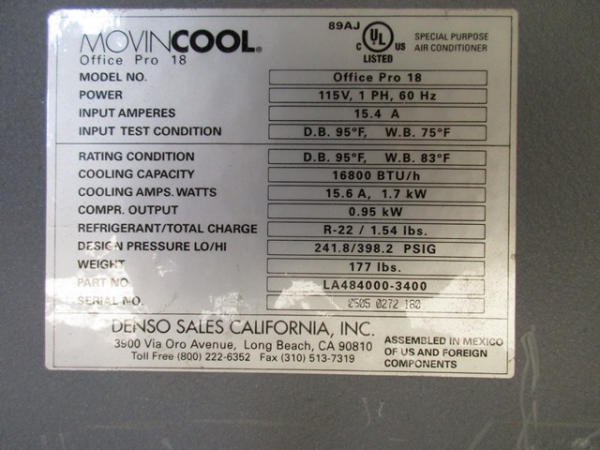 MOVINCOOL®
Office Pro 18
89AJ
C UL US
LISTED
SPECIAL PURPOSE
AIR CONDITIONER
MODEL NO. Office Pro 18
POWER 115V, 1 PH, 60 Hz
INPUT AMPERES 15.4 A
INPUT TEST CONDITION D.B. 95°F, W.B. 75°F
RATING CONDITION D.B. 95°F, W.B. 83°F
COOLING CAPACITY 16800 BTU/h
COOLING AMPS. WATTS 15.6 A, 1.7 kW
COMPR. OUTPUT 0.95 kW
REFRIGERANT/TOTAL CHARGE R-22 / 1.54 lbs.
DESIGN PRESSURE LO/HI 241.8/398.2 PSIG
WEIGHT 177 lbs.
PART NO. LA484000-3400
SERIAL NO. 0505 0272 180
DENSO SALES CALIFORNIA, INC.
3900 Via Oro Avenue, Long Beach, CA 90810
Toll Free (800) 222-6352 Fax (310) 513-7319
ASSEMBLED IN MEXICO
OF US AND FOREIGN
COMPONENTS